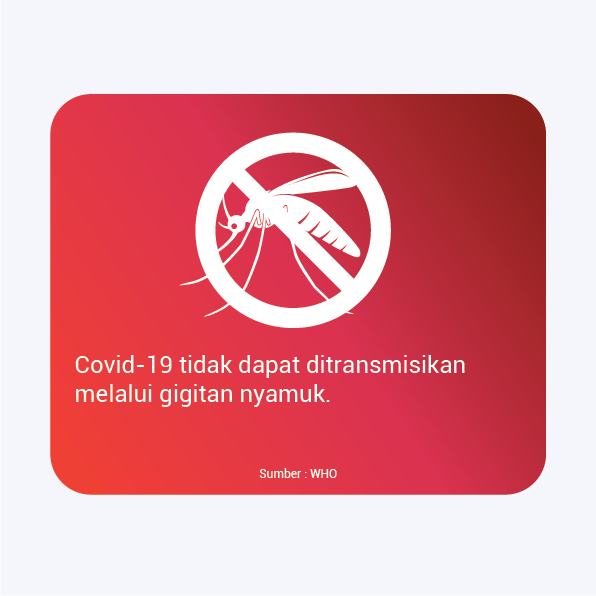 Covid-19 tidak dapat ditransmisikan
melalui gigitan nyamuk.
Sumber : WHO